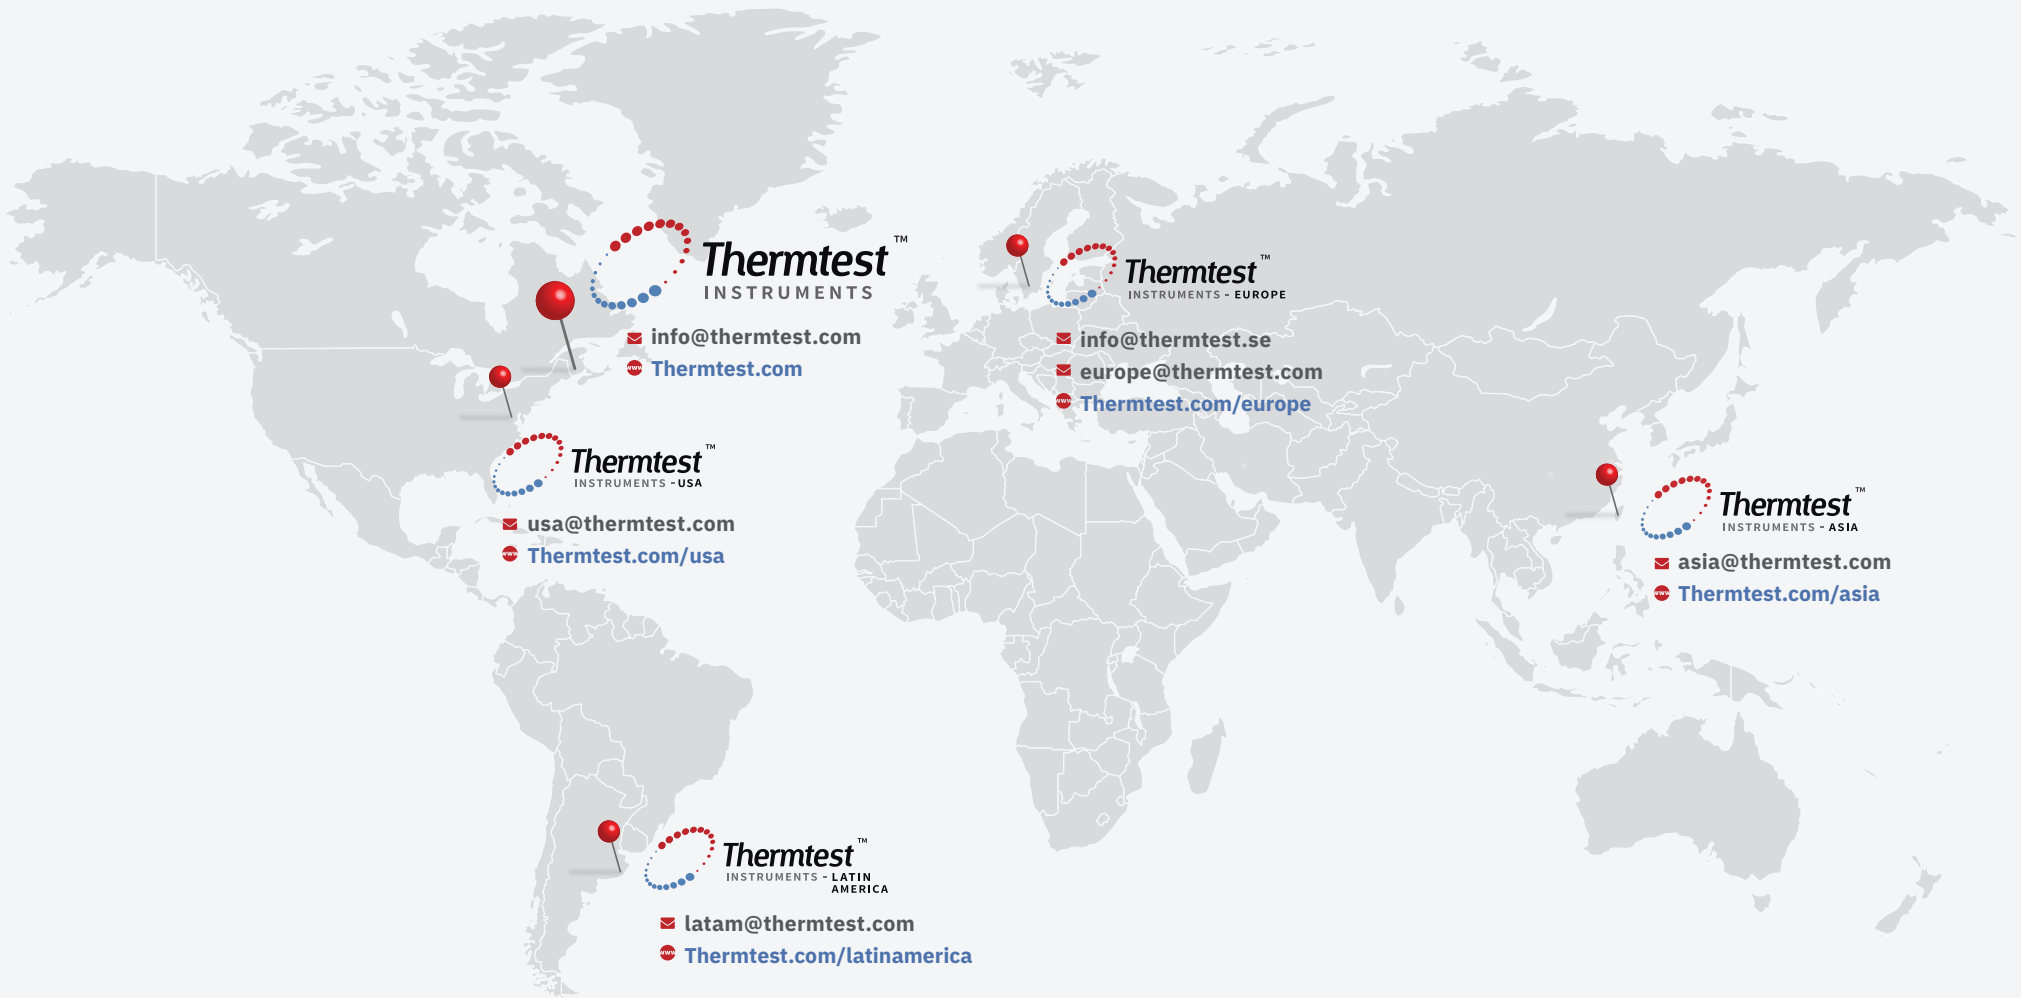 Thermtest™
INSTRUMENTS
info@thermtest.com
Thermtest.com
Thermtest™
INSTRUMENTS - EUROPE
info@thermtest.se
europe@thermtest.com
Thermtest.com/europe
Thermtest™
INSTRUMENTS - USA
usa@thermtest.com
Thermtest.com/usa
Thermtest™
INSTRUMENTS - ASIA
asia@thermtest.com
Thermtest.com/asia
Thermtest™
INSTRUMENTS - LATIN
AMERICA
latam@thermtest.com
Thermtest.com/latinamerica